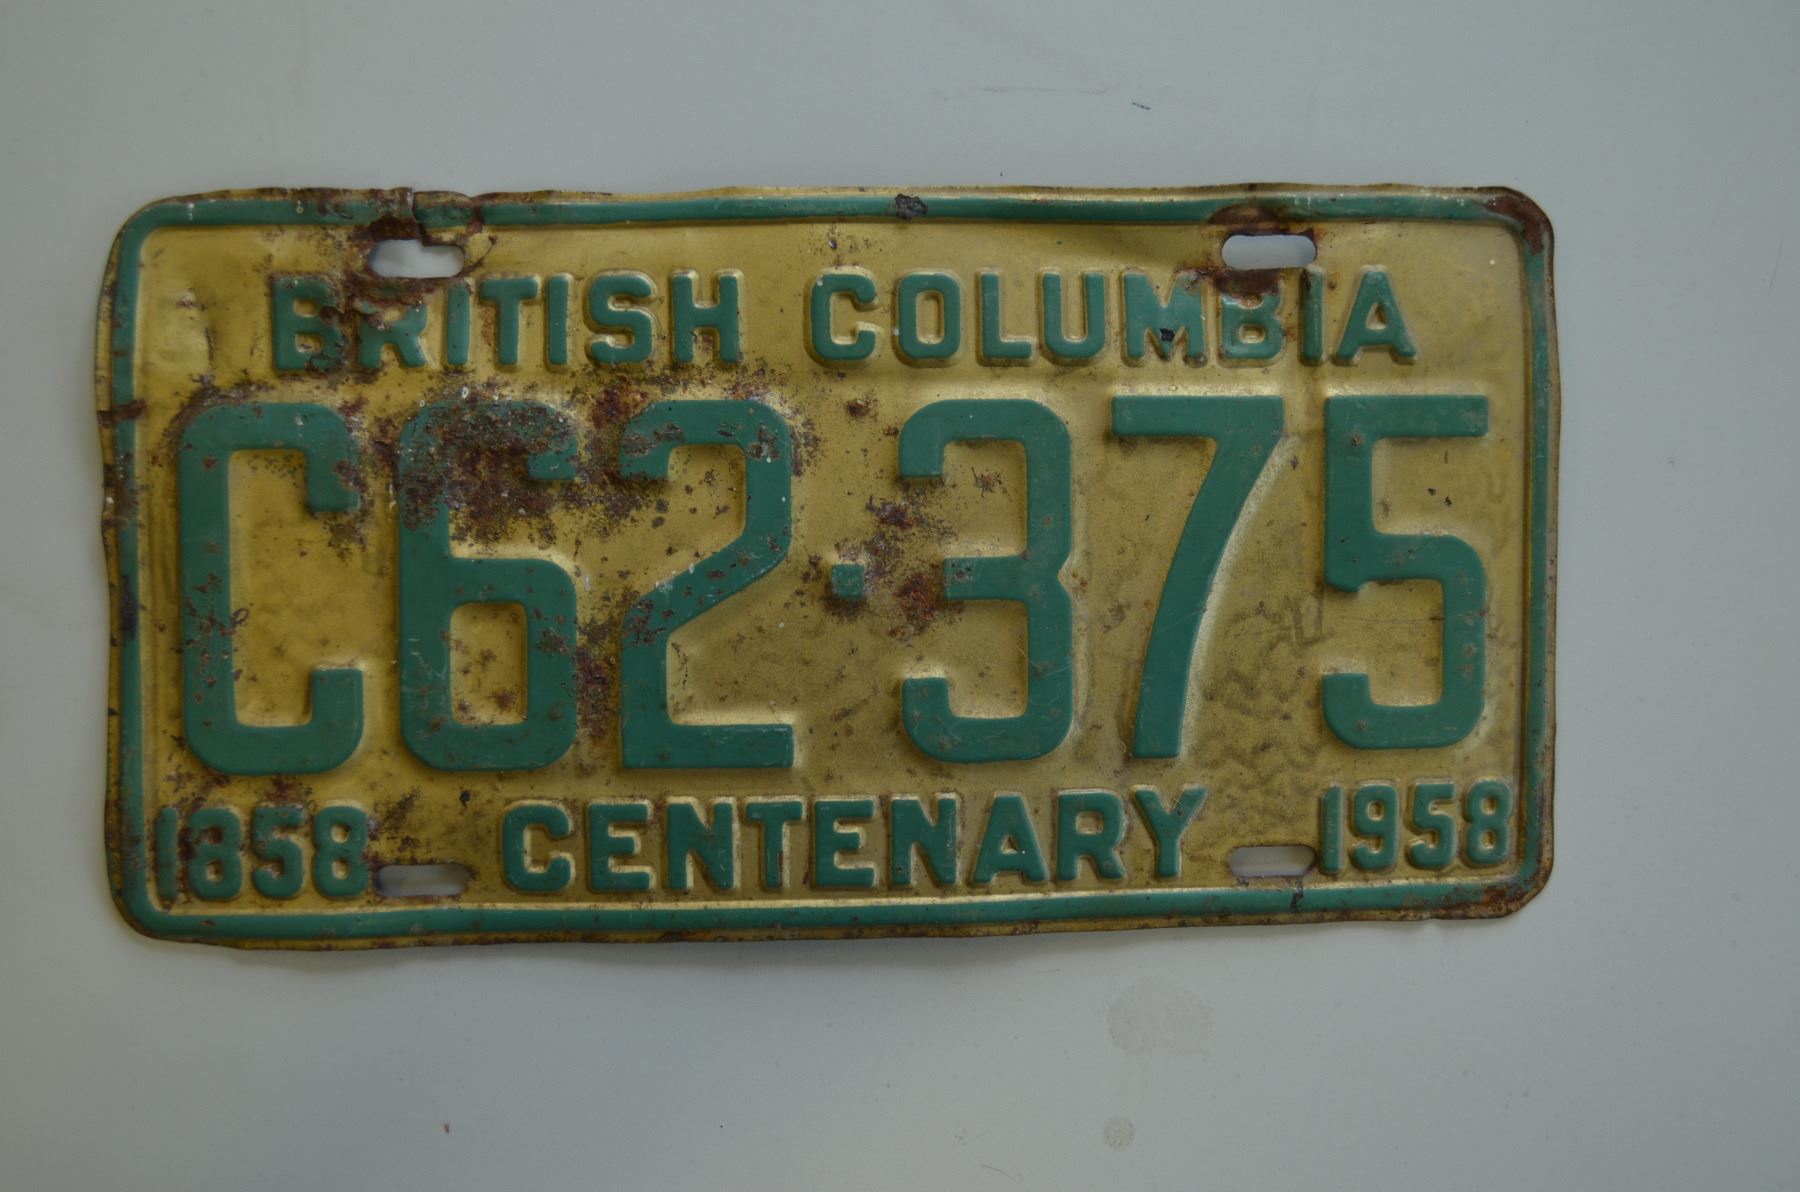 BRITISH COLUMBIA
C62·375
1858 CENTENARY 1958